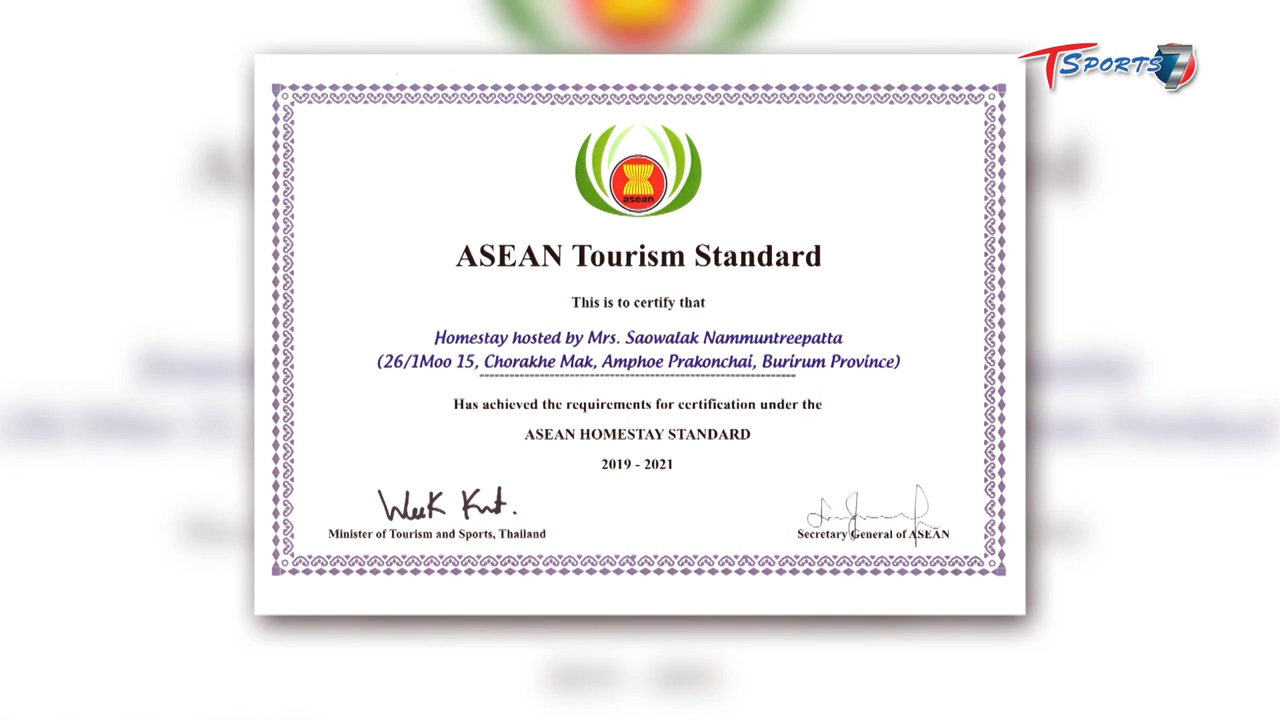 TSPORTS 7
asean
ASEAN Tourism Standard
This is to certify that
Homestay hosted by Mrs. Saowalak Nammuntreepatta
(26/1Moo 15, Chorakhe Mak, Amphoe Prakonchai, Burirum Province)
Has achieved the requirements for certification under the
ASEAN HOMESTAY STANDARD
2019 - 2021
Minister of Tourism and Sports, Thailand
Secretary General of ASEAN